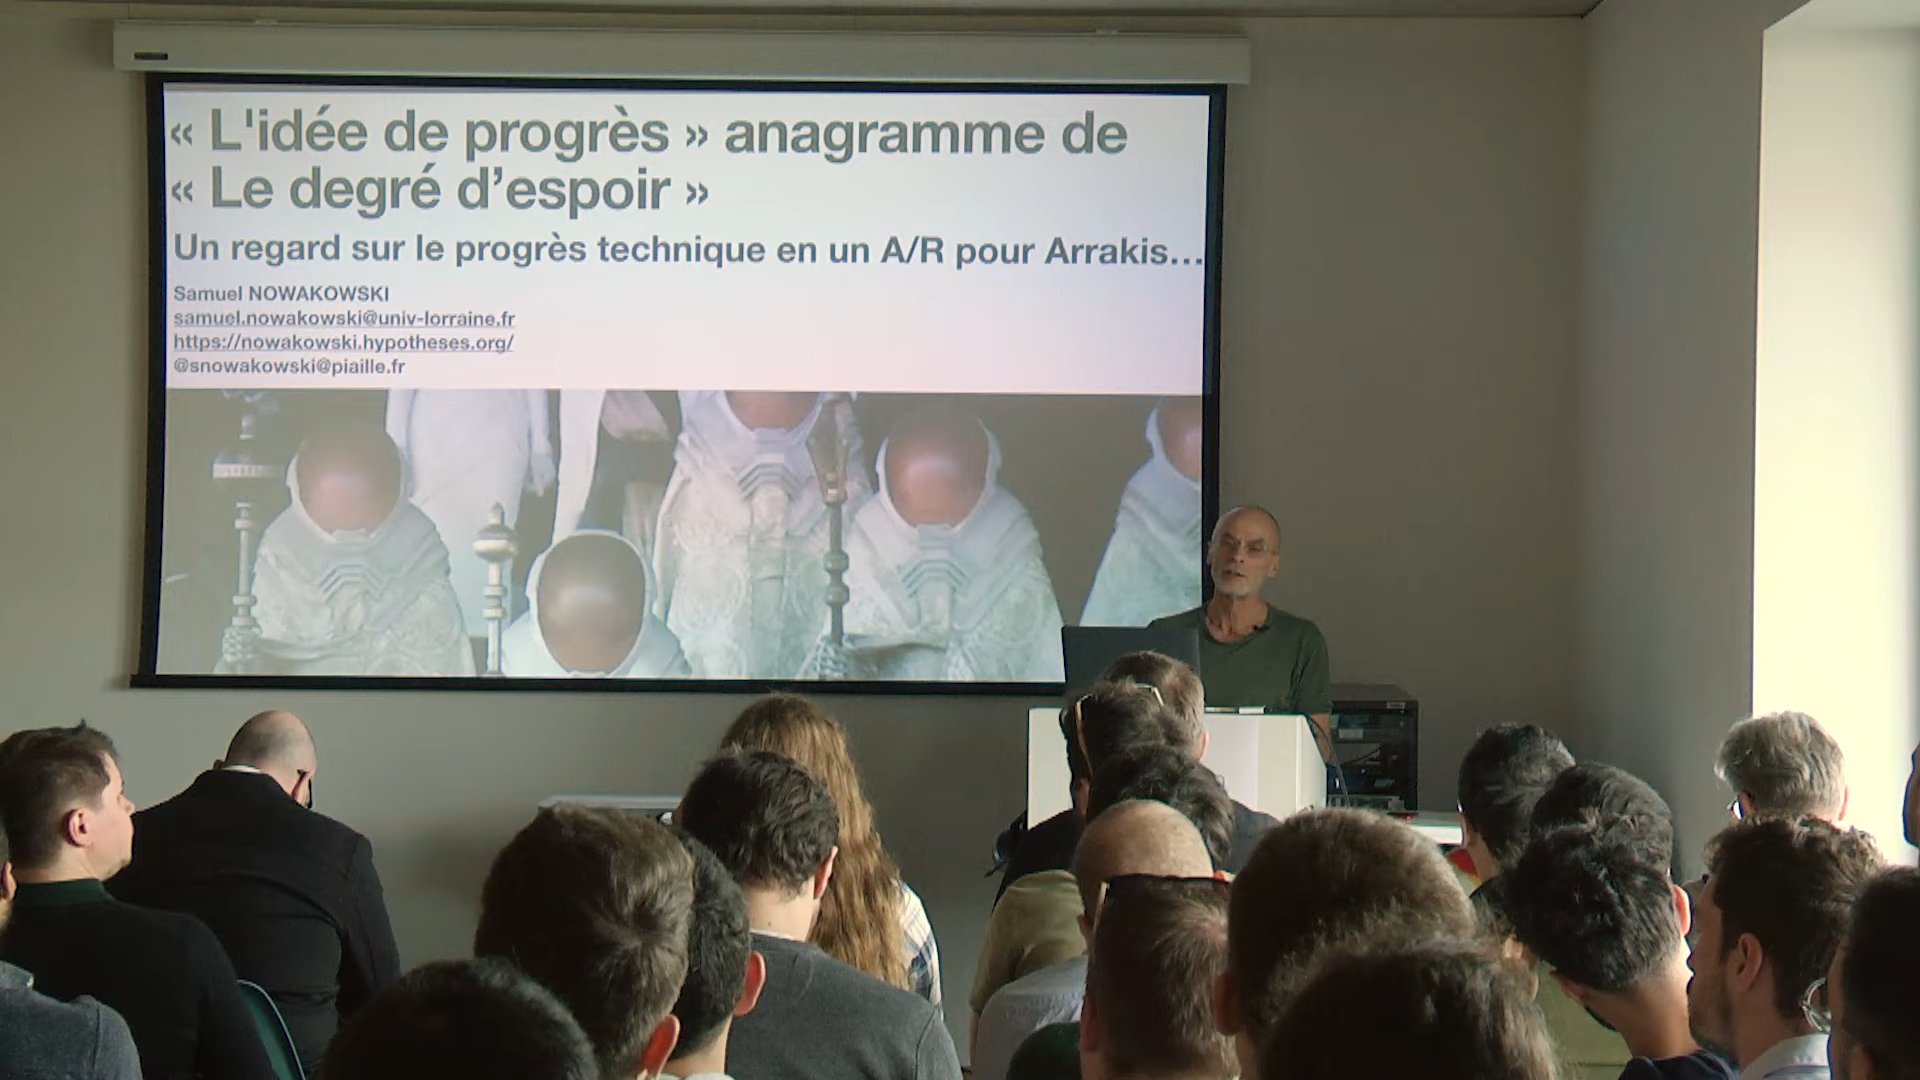 « L'idée de progrès » anagramme de
« Le degré d’espoir »
Un regard sur le progrès technique en un A/R pour Arrakis…
Samuel NOWAKOWSKI
samuel.nowakowski@univ-lorraine.fr
https://nowakowski.hypotheses.org/
@snowakowski@piaille.fr